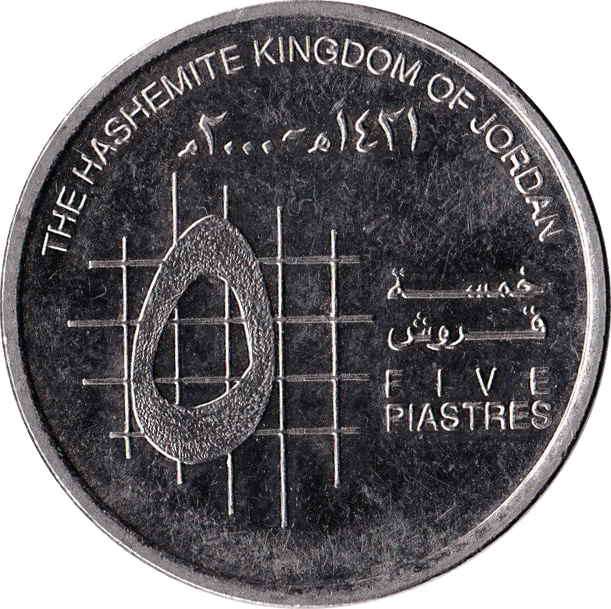 THE HASHEMITE KINGDOM OF JORDAN
١٤٢١هـ - ٢٠٠٠م
٥
خمسة
قروش
FIVE
PIASTRES